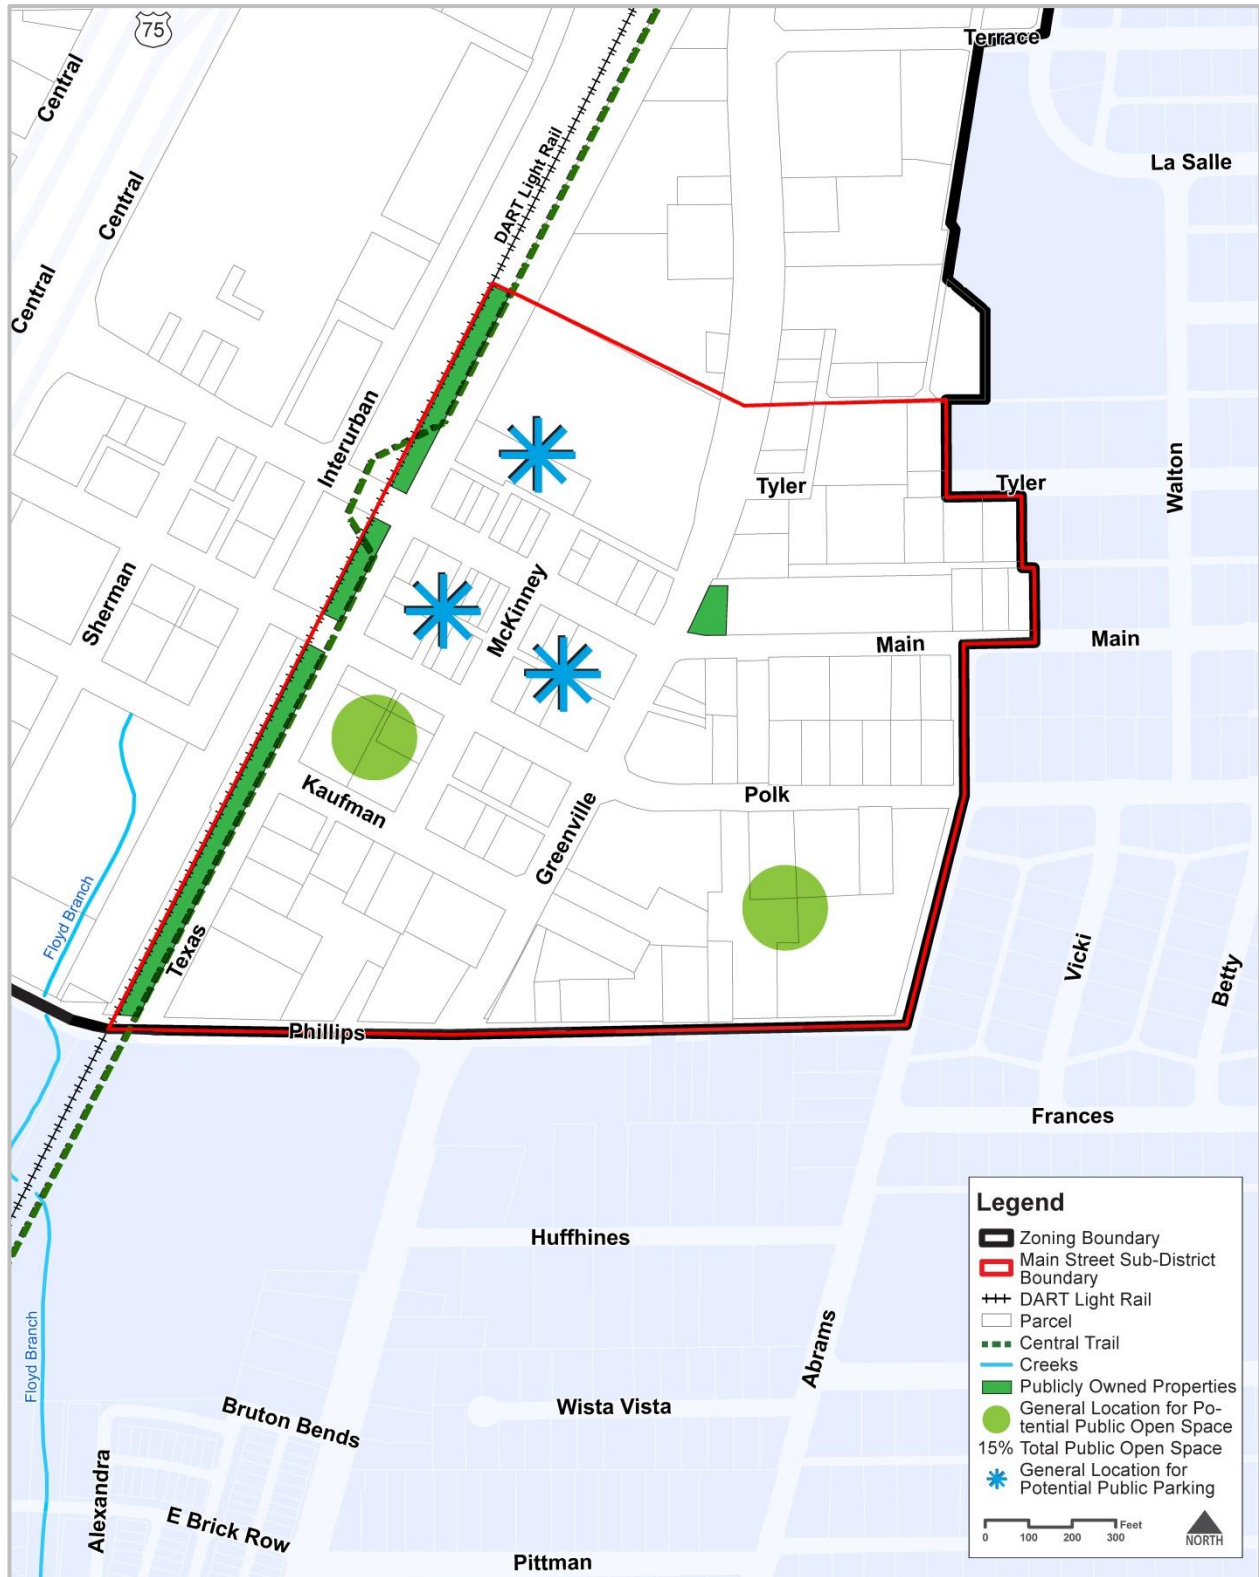 75
Terrace
Central
La Salle
DART Light Rail
Central
Central
Interurban
Walton
Tyler
Tyler
Sherman
McKinney
Main
Main
Kaufman
Polk
Greenville
Floyd Branch
Texas
Vicki
Betty
Phillips
Frances
Huffhines
Abrams
Floyd Branch
Wista Vista
Bruton Bends
Alexandra
E Brick Row
Pittman
Legend
Zoning Boundary
Main Street Sub-District
Boundary
DART Light Rail
Parcel
Central Trail
Creeks
Publicly Owned Properties
General Location for Po-
tential Public Open Space
15% Total Public Open Space
General Location for
Potential Public Parking
Feet
0 100 200 300
NORTH